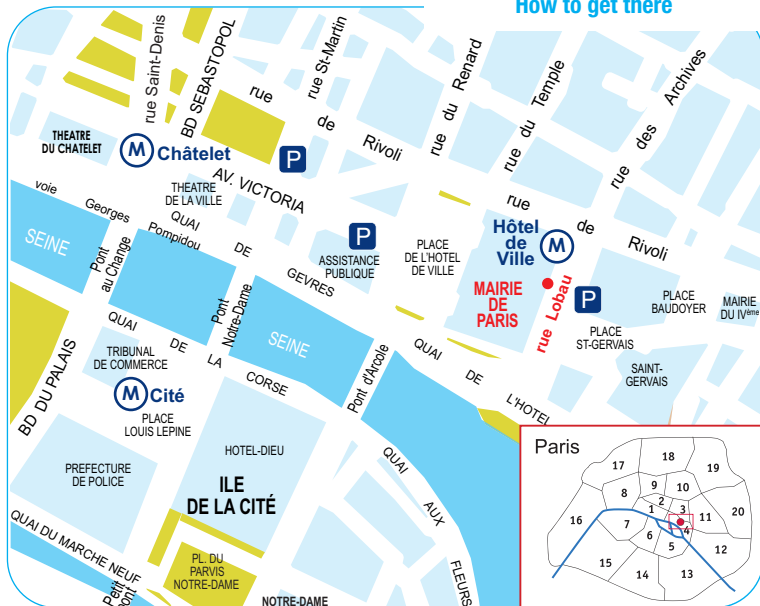 How to get there
rue Saint-Denis
BD SEBASTOPOL
rue St-Martin
rue
de
Rivoli
rue du Renard
rue du Temple
rue des Archives
THEATRE
DU CHATELET
M Châtelet
P
AV. VICTORIA
THEATRE
DE LA VILLE
voie
Georges
Pompidou
QUAI
DE
GEVRES
SEINE
Pont
au Change
P
ASSISTANCE
PUBLIQUE
PLACE
DE L'HOTEL
DE VILLE
rue
de
Rivoli
Hôtel
de
Ville
M
MAIRIE
DE
PARIS
rue Lobau
P
PLACE
BAUDOYER
MAIRIE
DU IVème
PLACE
ST-GERVAIS
SAINT-
GERVAIS
Pont
Notre-Dame
SEINE
Pont d'Arcole
QUAI
DE
L'HOTEL
QUAI
DE
LA
CORSE
TRIBUNAL
DE COMMERCE
BD DU PALAIS
M Cité
PLACE
LOUIS LEPINE
PREFECTURE
DE POLICE
HOTEL-DIEU
ILE
DE LA CITÉ
QUAI
AUX
FLEURS
QUAI DU MARCHE NEUF
Petit
Pont
PL. DU
PARVIS
NOTRE-DAME
NOTRE-DAME
Paris
17
18
19
8
9
10
2
3
1
11
20
16
7
4
6
5
12
15
14
13